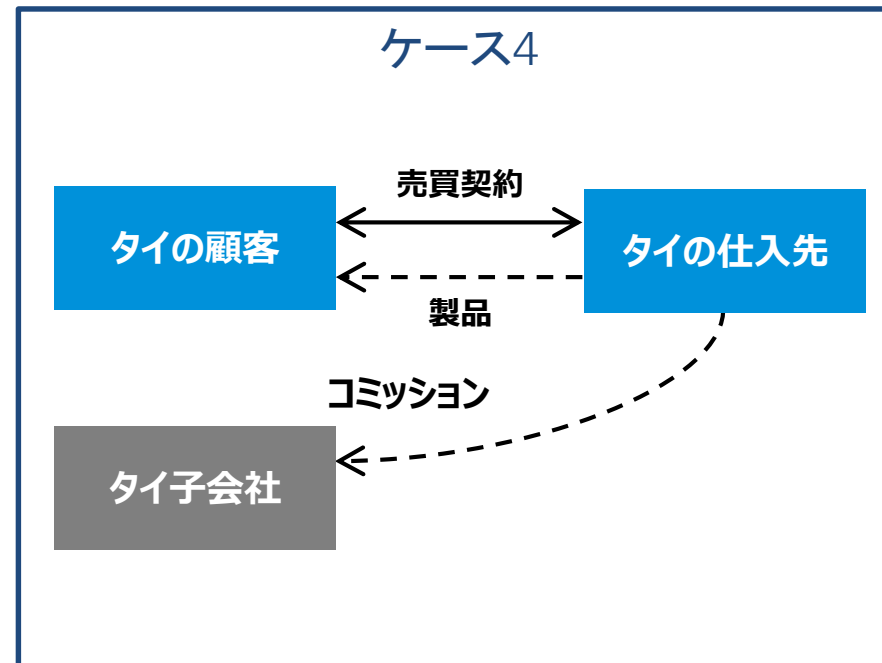 ケース4
売買契約
タイの顧客
タイの仕入先
製品
コミッション
タイ子会社